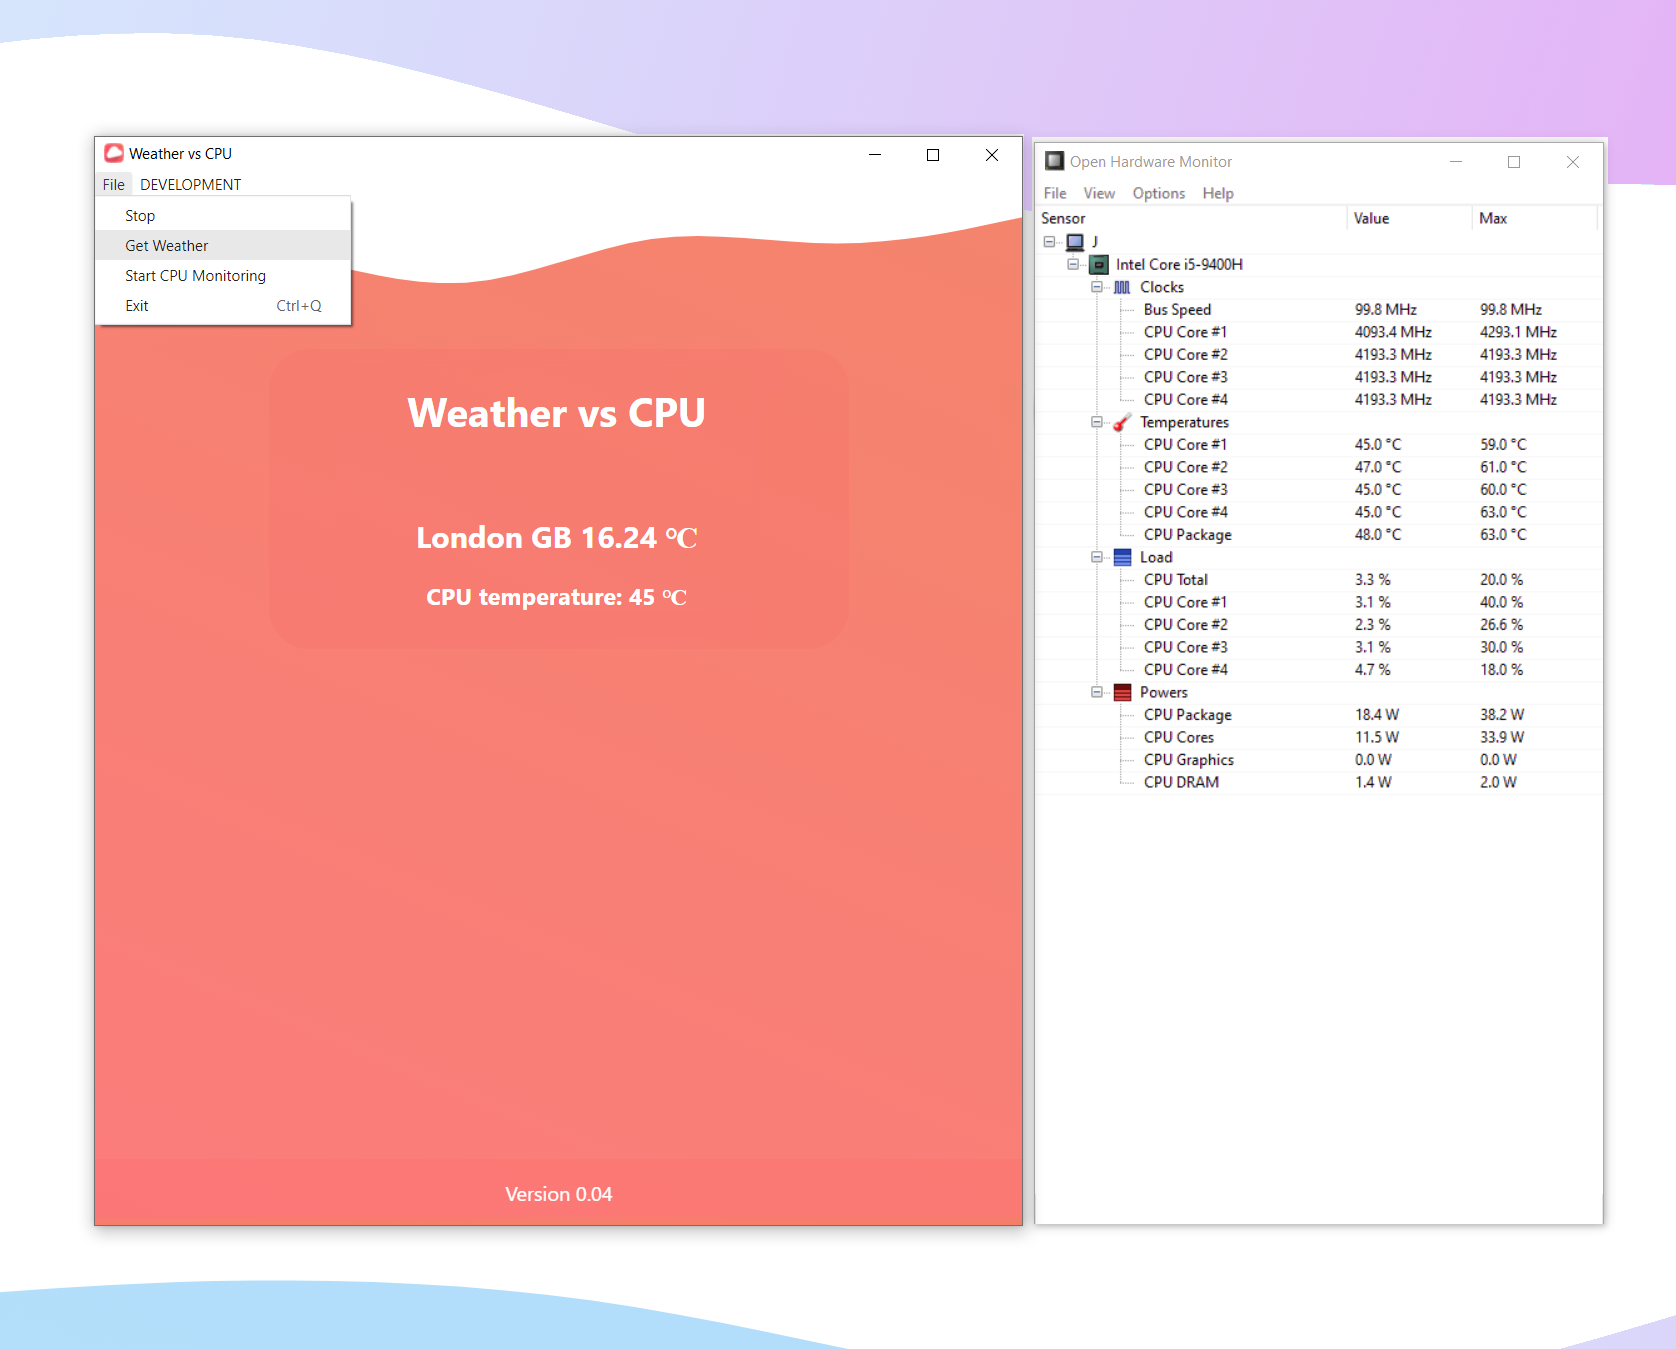 Weather vs CPU
File DEVELOPMENT
Stop
Get Weather
Start CPU Monitoring
Exit Ctrl+Q
Weather vs CPU
London GB 16.24 °C
CPU temperature: 45 °C
Version 0.04
Open Hardware Monitor
File View Options Help
Sensor Value Max
J
Intel Core i5-9400H
Clocks
Bus Speed 99.8 MHz 99.8 MHz
CPU Core #1 4093.4 MHz 4293.1 MHz
CPU Core #2 4193.3 MHz 4193.3 MHz
CPU Core #3 4193.3 MHz 4193.3 MHz
CPU Core #4 4193.3 MHz 4193.3 MHz
Temperatures
CPU Core #1 45.0 °C 59.0 °C
CPU Core #2 47.0 °C 61.0 °C
CPU Core #3 45.0 °C 60.0 °C
CPU Core #4 45.0 °C 63.0 °C
CPU Package 48.0 °C 63.0 °C
Load
CPU Total 3.3 % 20.0 %
CPU Core #1 3.1 % 40.0 %
CPU Core #2 2.3 % 26.6 %
CPU Core #3 3.1 % 30.0 %
CPU Core #4 4.7 % 18.0 %
Powers
CPU Package 18.4 W 38.2 W
CPU Cores 11.5 W 33.9 W
CPU Graphics 0.0 W 0.0 W
CPU DRAM 1.4 W 2.0 W